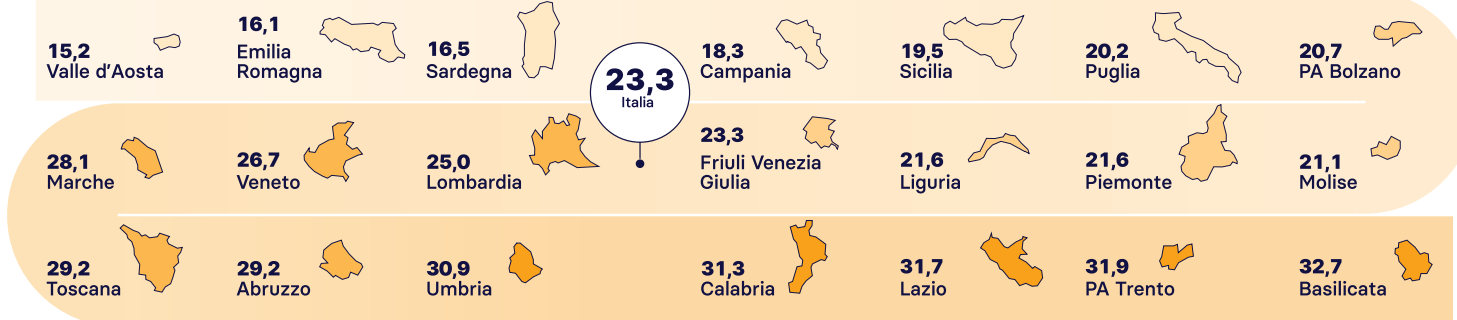 15,2
Valle d’Aosta
16,1
Emilia
Romagna
16,5
Sardegna
23,3
Italia
18,3
Campania
19,5
Sicilia
20,2
Puglia
20,7
PA Bolzano
28,1
Marche
26,7
Veneto
25,0
Lombardia
23,3
Friuli Venezia
Giulia
21,6
Liguria
21,6
Piemonte
21,1
Molise
29,2
Toscana
29,2
Abruzzo
30,9
Umbria
31,3
Calabria
31,7
Lazio
31,9
PA Trento
32,7
Basilicata